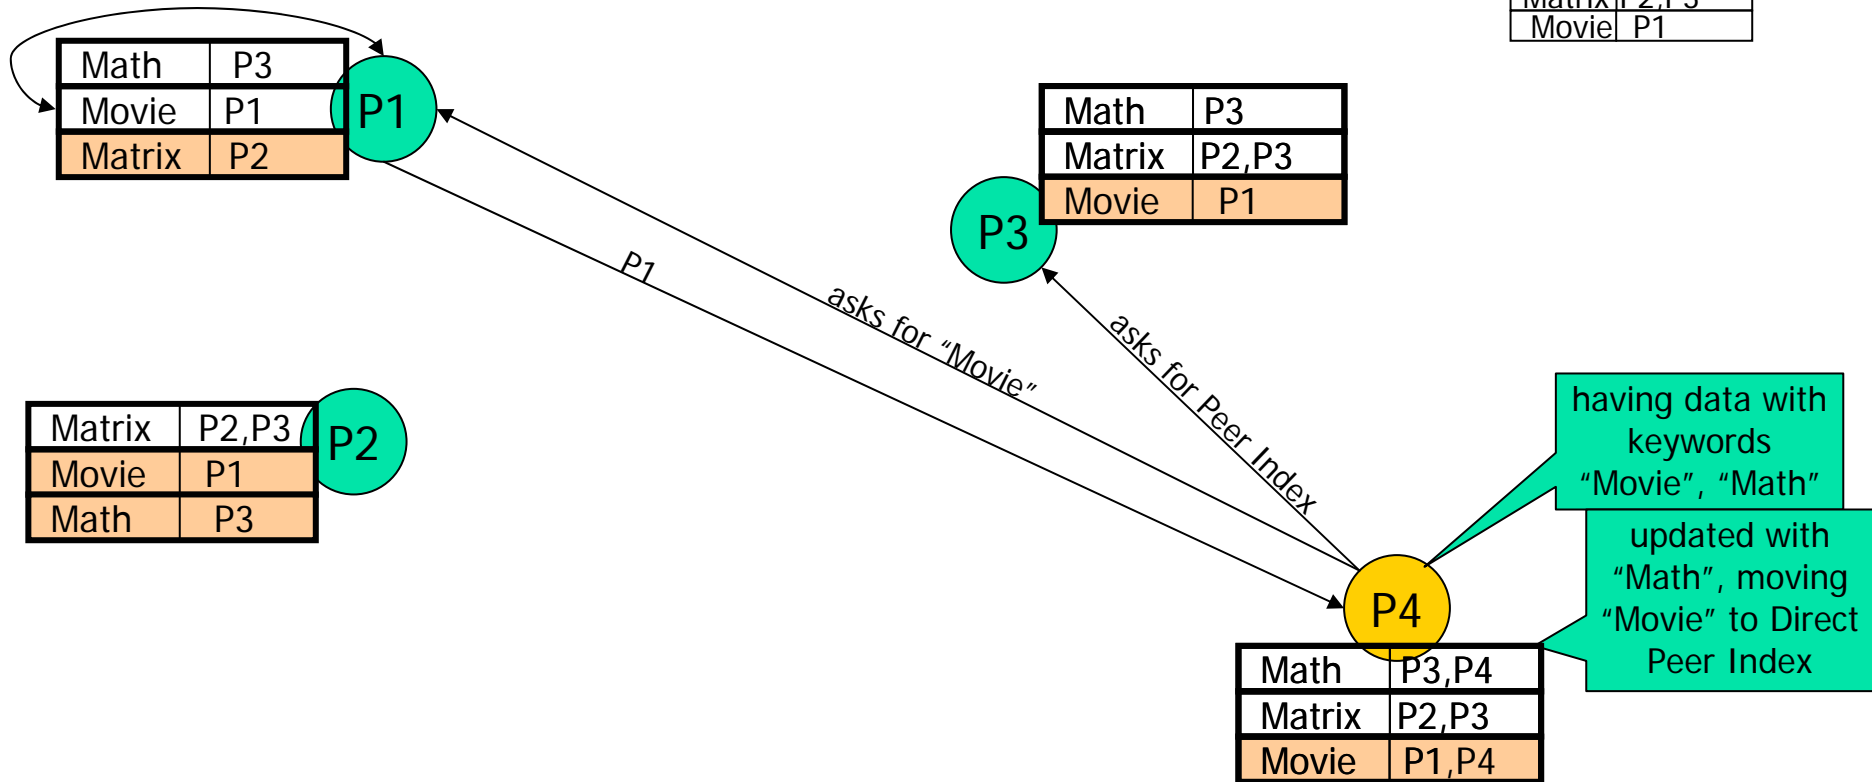 Matrix P2,P3
Movie P1
Math P3
Movie P1
Matrix P2
P1
Math P3
Matrix P2,P3
Movie P1
P3
P1
asks for “Movie”
asks for Peer Index
Matrix P2,P3
Movie P1
Math P3
P2
having data with
keywords
“Movie”, “Math”
updated with
“Math”, moving
“Movie” to Direct
Peer Index
P4
Math P3,P4
Matrix P2,P3
Movie P1,P4